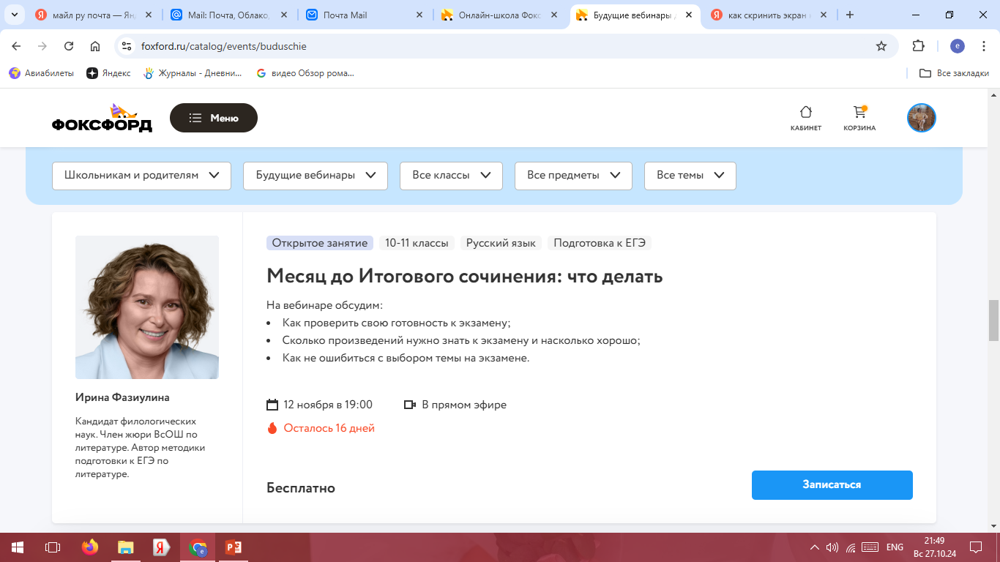 майл ру почта — Ян
Mail: Почта, Облако,
Почта Mail
Онлайн-школа Фокс
Будущие вебинары д
как скринить экран н
foxford.ru/catalog/events/buduschie
e
Авиабилеты
Яндекс
Журналы - Дневни...
видео Обзор рома...
Все закладки
ФОКСФОРД
Меню
КАБИНЕТ
КОРЗИНА
Школьникам и родителям
Будущие вебинары
Все классы
Все предметы
Все темы
Открытое занятие
10-11 классы
Русский язык
Подготовка к ЕГЭ
Месяц до Итогового сочинения: что делать
На вебинаре обсудим:
• Как проверить свою готовность к экзамену;
• Сколько произведений нужно знать к экзамену и насколько хорошо;
• Как не ошибиться с выбором темы на экзамене.
12 ноября в 19:00
В прямом эфире
Осталось 16 дней
Бесплатно
Записаться
Ирина Фазиулина
Кандидат филологических
наук. Член жюри ВсОШ по
литературе. Автор методики
подготовки к ЕГЭ по
литературе.
ENG
21:49
Вс 27.10.24